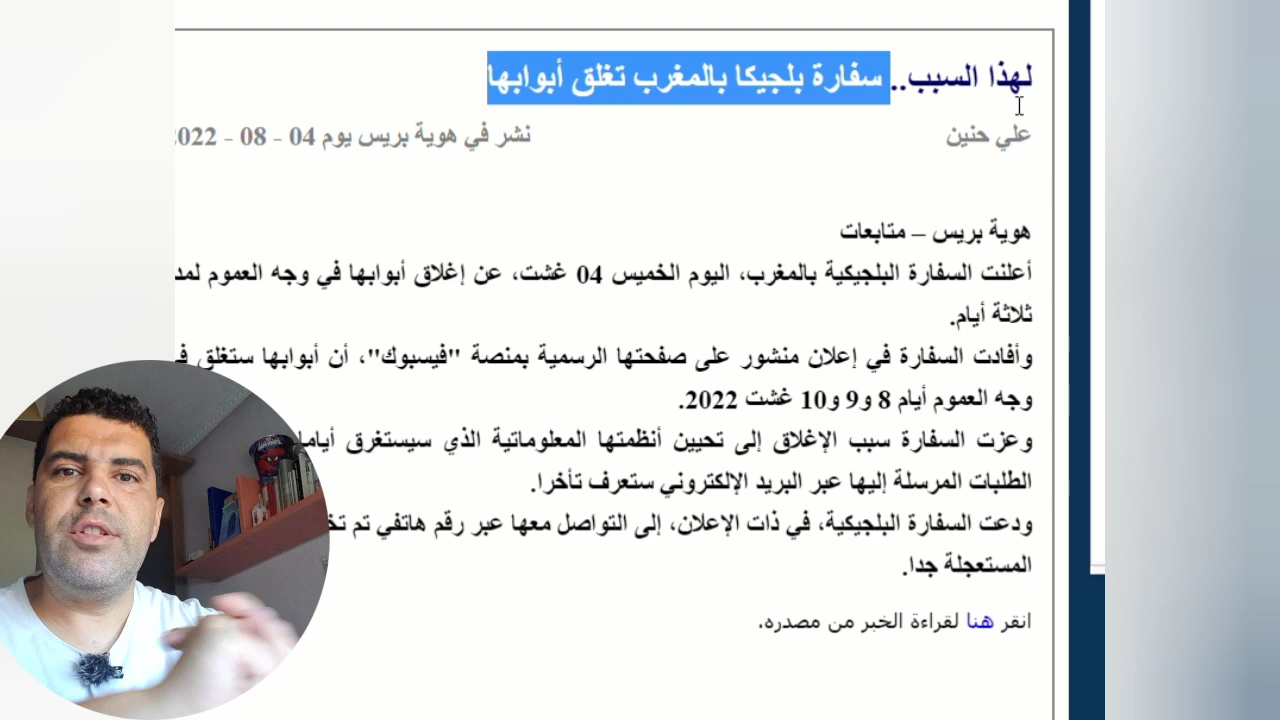 لهذا السبب.. سفارة بلجيكا بالمغرب تغلق أبوابها
علي حنين
نشر في هوية بريس يوم 04 - 08 - 2022
هوية بريس – متابعات
أعلنت السفارة البلجيكية بالمغرب، اليوم الخميس 04 غشت، عن إغلاق أبوابها في وجه العموم
ثلاثة أيام.
وأفادت السفارة في إعلان منشور على صفحتها الرسمية بمنصة "فيسبوك"، أن أبوابها ستغلق
وجه العموم أيام 8 و9 و10 غشت 2022.
وعزت السفارة سبب الإغلاق إلى تحيين أنظمتها المعلوماتية الذي سيستغرق أياما
الطلبات المرسلة إليها عبر البريد الإلكتروني ستعرف تأخرا.
ودعت السفارة البلجيكية، في ذات الإعلان، إلى التواصل معها عبر رقم هاتفي تم
المستعجلة جدا.
انقر هنا لقراءة الخبر من مصدره.